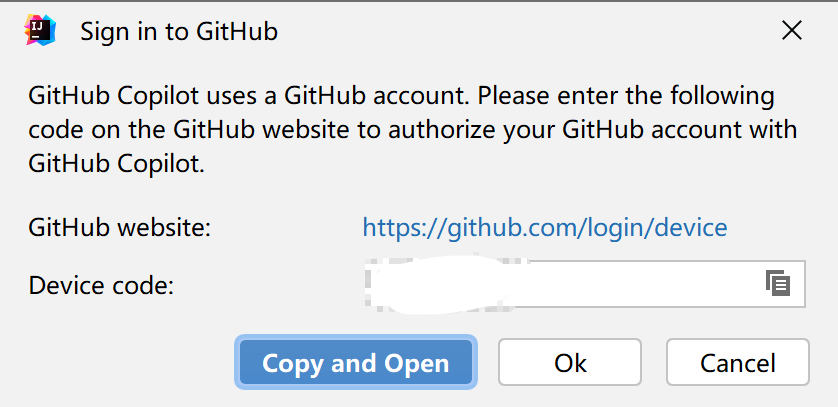 IJ
Sign in to GitHub
GitHub Copilot uses a GitHub account. Please enter the following
code on the GitHub website to authorize your GitHub account with
GitHub Copilot.
GitHub website: https://github.com/login/device
Device code:
Copy and Open Ok Cancel